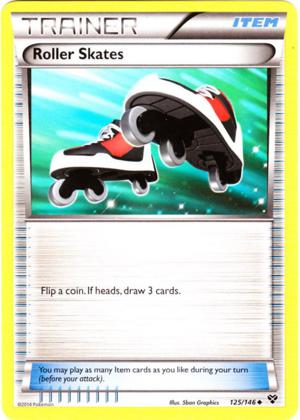 TRAINER
ITEM
Roller Skates
Flip a coin. If heads, draw 3 cards.
You may play as many Item cards as you like during your turn
(before your attack).
©2014 Pokémon
Illus. 5ban Graphics
125/146